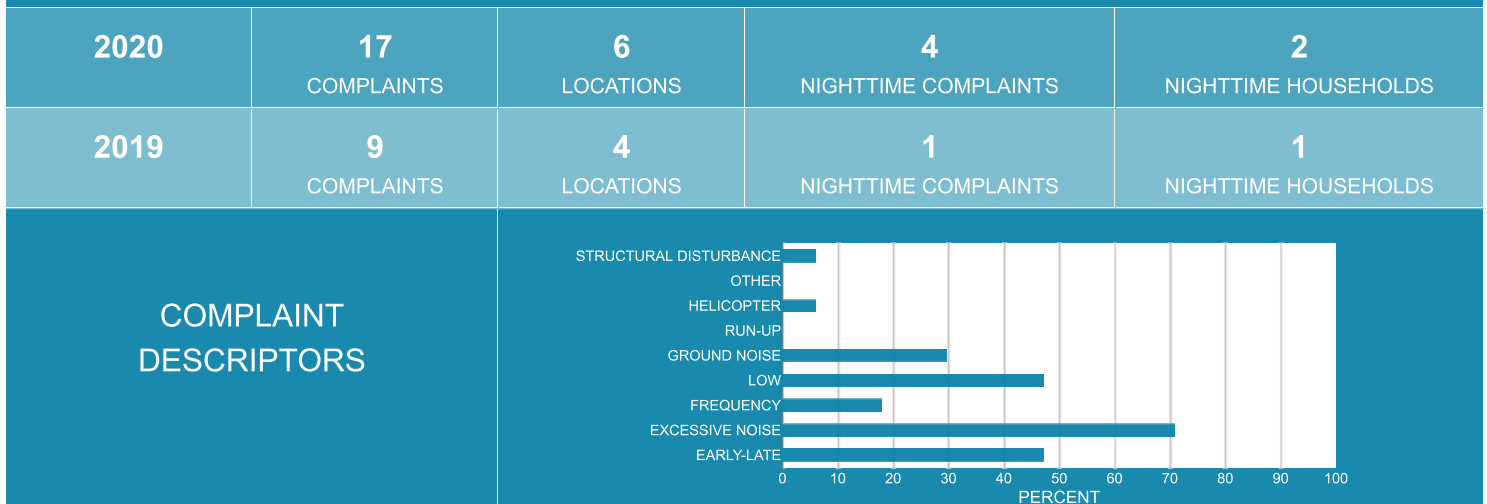 2020 17 6 4 2
COMPLAINTS LOCATIONS NIGHTTIME COMPLAINTS NIGHTTIME HOUSEHOLDS
2019 9 4 1 1
COMPLAINTS LOCATIONS NIGHTTIME COMPLAINTS NIGHTTIME HOUSEHOLDS
COMPLAINT
DESCRIPTORS
STRUCTURAL DISTURBANCE
OTHER
HELICOPTER
RUN-UP
GROUND NOISE
LOW
FREQUENCY
EXCESSIVE NOISE
EARLY-LATE
0 10 20 30 40 50 60 70 80 90 100
PERCENT